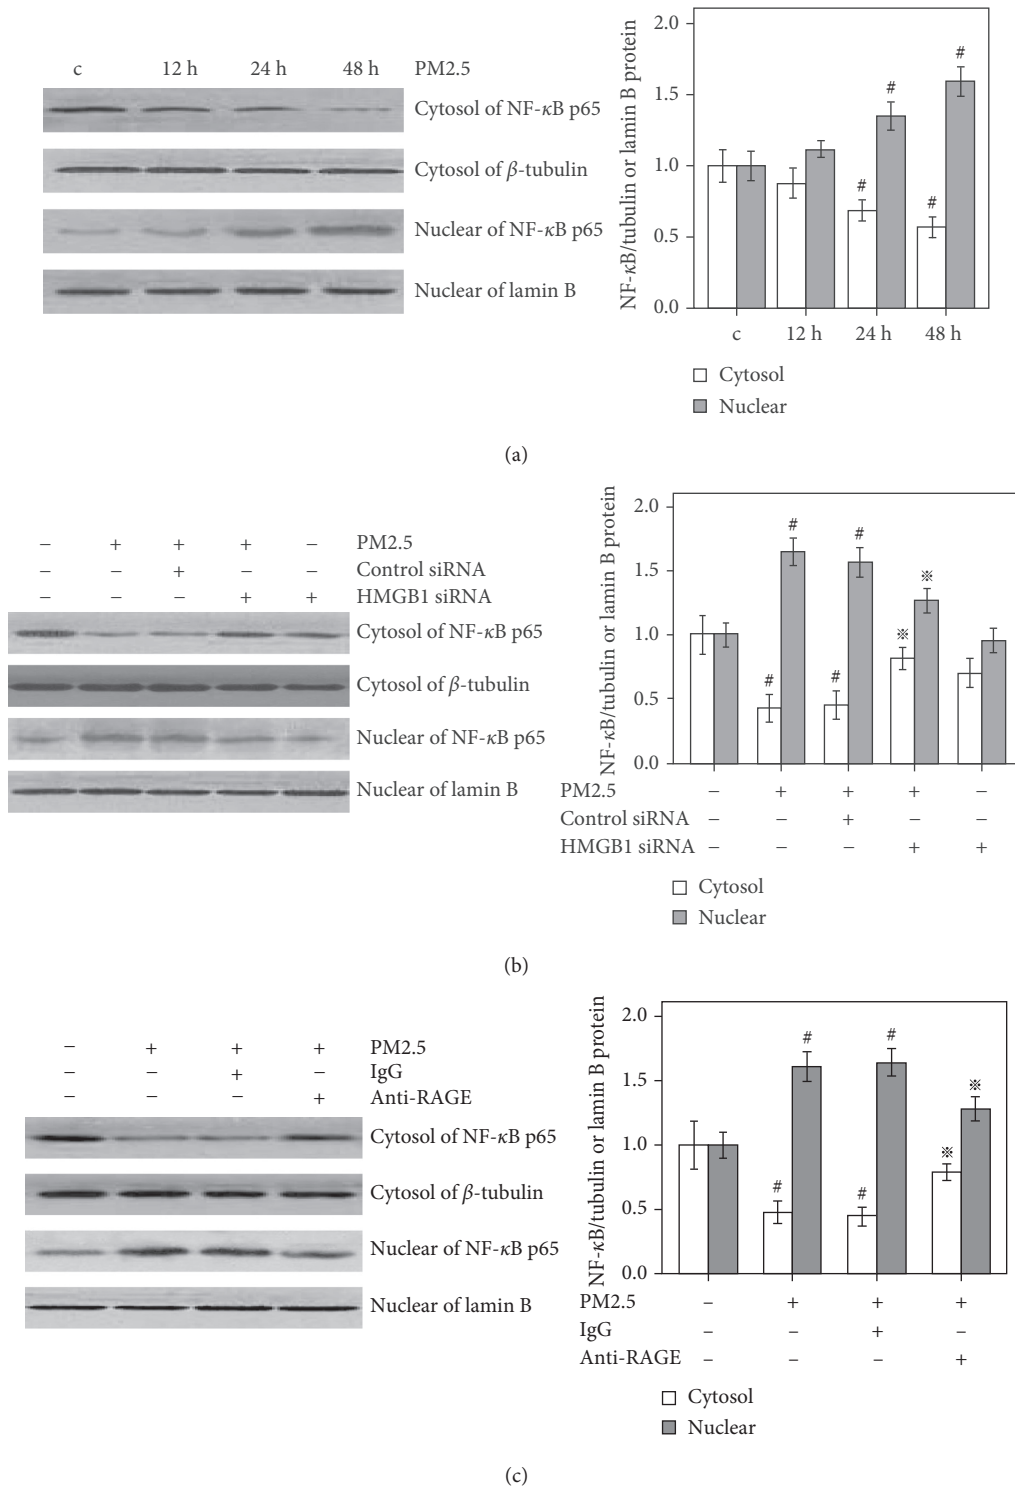 c 12 h 24 h 48 h PM2.5
Cytosol of NF-κB p65
Cytosol of β-tubulin
Nuclear of NF-κB p65
Nuclear of lamin B
NF-κB/tubulin or lamin B protein
2.0
1.5
1.0
0.5
0.0
# #
# #
c 12 h 24 h 48 h
Cytosol
Nuclear
(a)
− + + + − PM2.5
− − + − − Control siRNA
− − − + + HMGB1 siRNA
Cytosol of NF-κB p65
Cytosol of β-tubulin
Nuclear of NF-κB p65
Nuclear of lamin B
NF-κB/tubulin or lamin B protein
2.0
1.5
1.0
0.5
0.0
# # # # ※ ※
PM2.5 − + + + −
Control siRNA − − + − −
HMGB1 siRNA − − − + +
Cytosol
Nuclear
(b)
− + + + PM2.5
− − + − IgG
− − − + Anti-RAGE
Cytosol of NF-κB p65
Cytosol of β-tubulin
Nuclear of NF-κB p65
Nuclear of lamin B
NF-κB/tubulin or lamin B protein
2.0
1.5
1.0
0.5
0.0
# # # # ※ ※
PM2.5 − + + +
IgG − − + −
Anti-RAGE − − − +
Cytosol
Nuclear
(c)